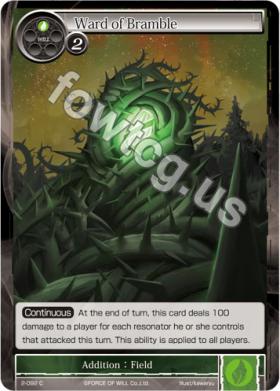 Ward of Bramble
WILL
2
fowtcg.us
Continuous At the end of turn, this card deals 100
damage to a player for each resonator he or she controls
that attacked this turn. This ability is applied to all players.
P-092 C
©FORCE OF WILL Co.,Ltd.
Addition : Field